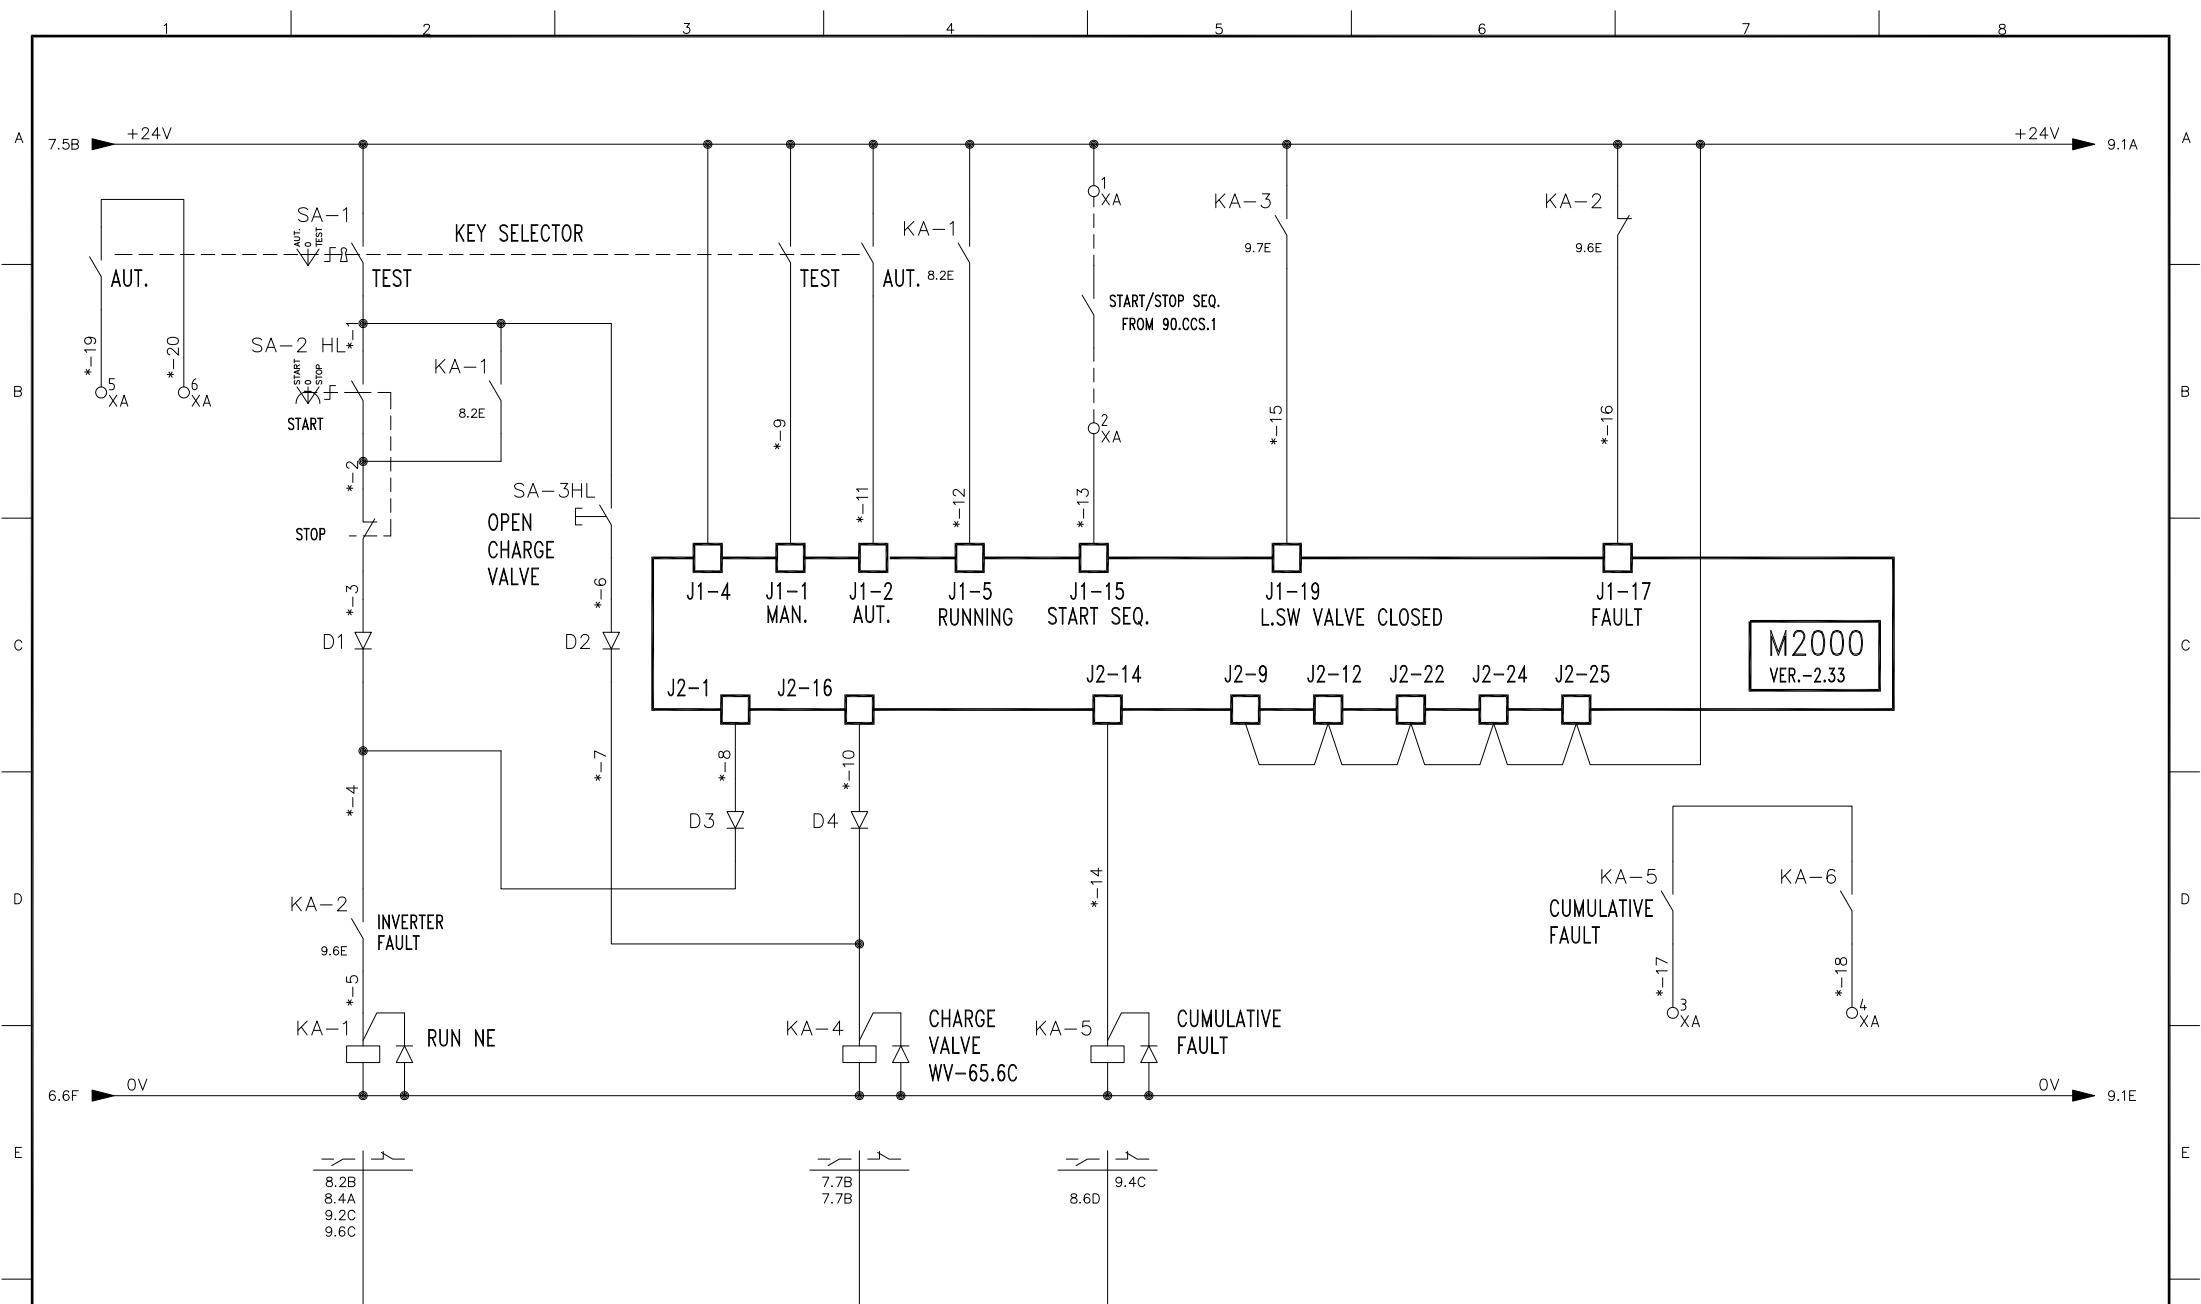 1 2 3 4 5 6 7 8
A 7.5B +24V +24V 9.1A A
1
XA
SA-1
AUT.
0
TEST
KEY SELECTOR
KA-1
8.2E
KA-3
9.7E
KA-2
9.6E
AUT.
TEST
TEST
AUT.
START/STOP SEQ.
FROM 90.CCS.1
*-19
*-20
5
XA
6
XA
*-1
SA-2 HL
START
0
STOP
START
KA-1
8.2E
*-9
2
XA
*-15
*-16
B B
*-2
SA-3HL
*-11
*-12
*-13
STOP
OPEN
CHARGE
VALVE
*-3
*-6
J1-4 J1-1 J1-2 J1-5 J1-15 J1-19 J1-17
MAN. AUT. RUNNING START SEQ. L.SW VALVE CLOSED FAULT
D1 D2
M2000
VER.-2.33
C C
J2-1 J2-16 J2-14 J2-9 J2-12 J2-22 J2-24 J2-25
*-4
*-7
*-8
*-10
D3 D4
*-14
D D
KA-2
9.6E
INVERTER
FAULT
KA-5
CUMULATIVE
FAULT
KA-6
*-5
*-17
*-18
3
XA
4
XA
KA-1
RUN NE
KA-4
CHARGE
VALVE
WV-65.6C
KA-5
CUMULATIVE
FAULT
6.6F 0V 0V 9.1E
E E
8.2B
8.4A
9.2C
9.6C
7.7B
7.7B
9.4C
8.6D